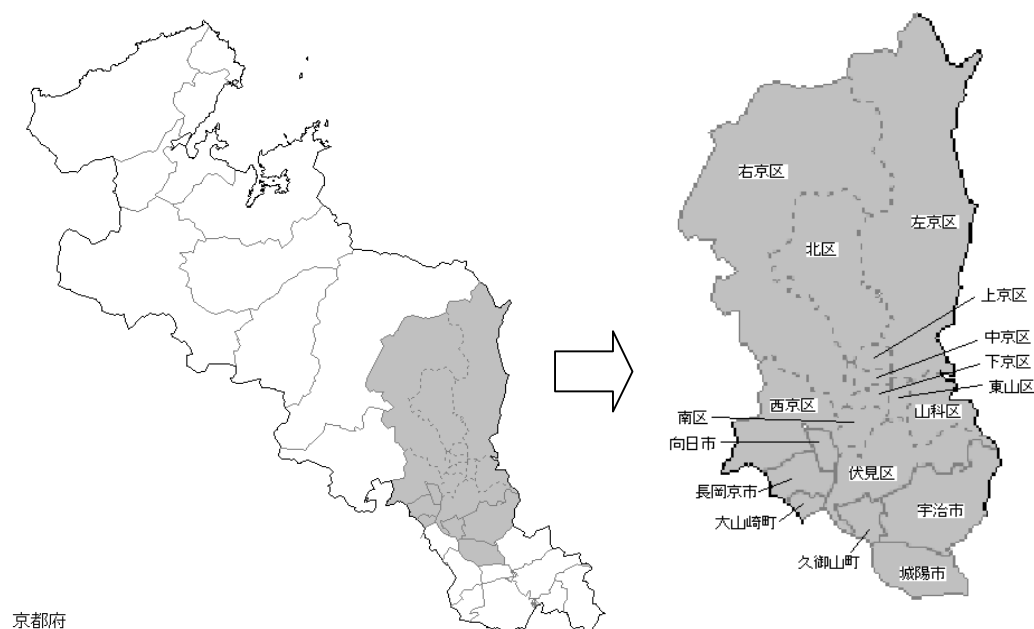 右京区
左京区
北区
上京区
中京区
下京区
東山区
西京区
山科区
南区
向日市
伏見区
長岡京市
宇治市
大山崎町
久御山町
城陽市
京都府